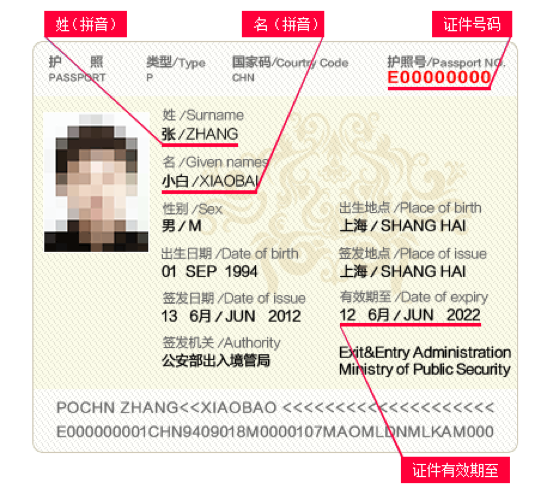 姓（拼音）
名（拼音）
证件号码
护 照 类型/Type 国家码/Courtry Code 护照号/Passport NO.
PASSPORT P CHN E00000000
姓 /Surname
张 /ZHANG
名 /Given names
小白 /XIAOBAI
性别 /Sex 出生地点 /Place of birth
男 / M 上海 / SHANG HAI
出生日期 /Date of birth 签发地点 /Place of issue
01 SEP 1994 上海 / SHANG HAI
签发日期 /Date of issue 有效期至 /Date of expiry
13 6月 / JUN 2012 12 6月 / JUN 2022
签发机关 /Authority
公安部出入境管局 Exit&Entry Administration
Ministry of Public Security
POCHN ZHANG<<XIAOBAO <<<<<<<<<<<<<<<<<<<<
E000000001CHN9409018M0000107MAOMLDNMLKAM000
证件有效期至